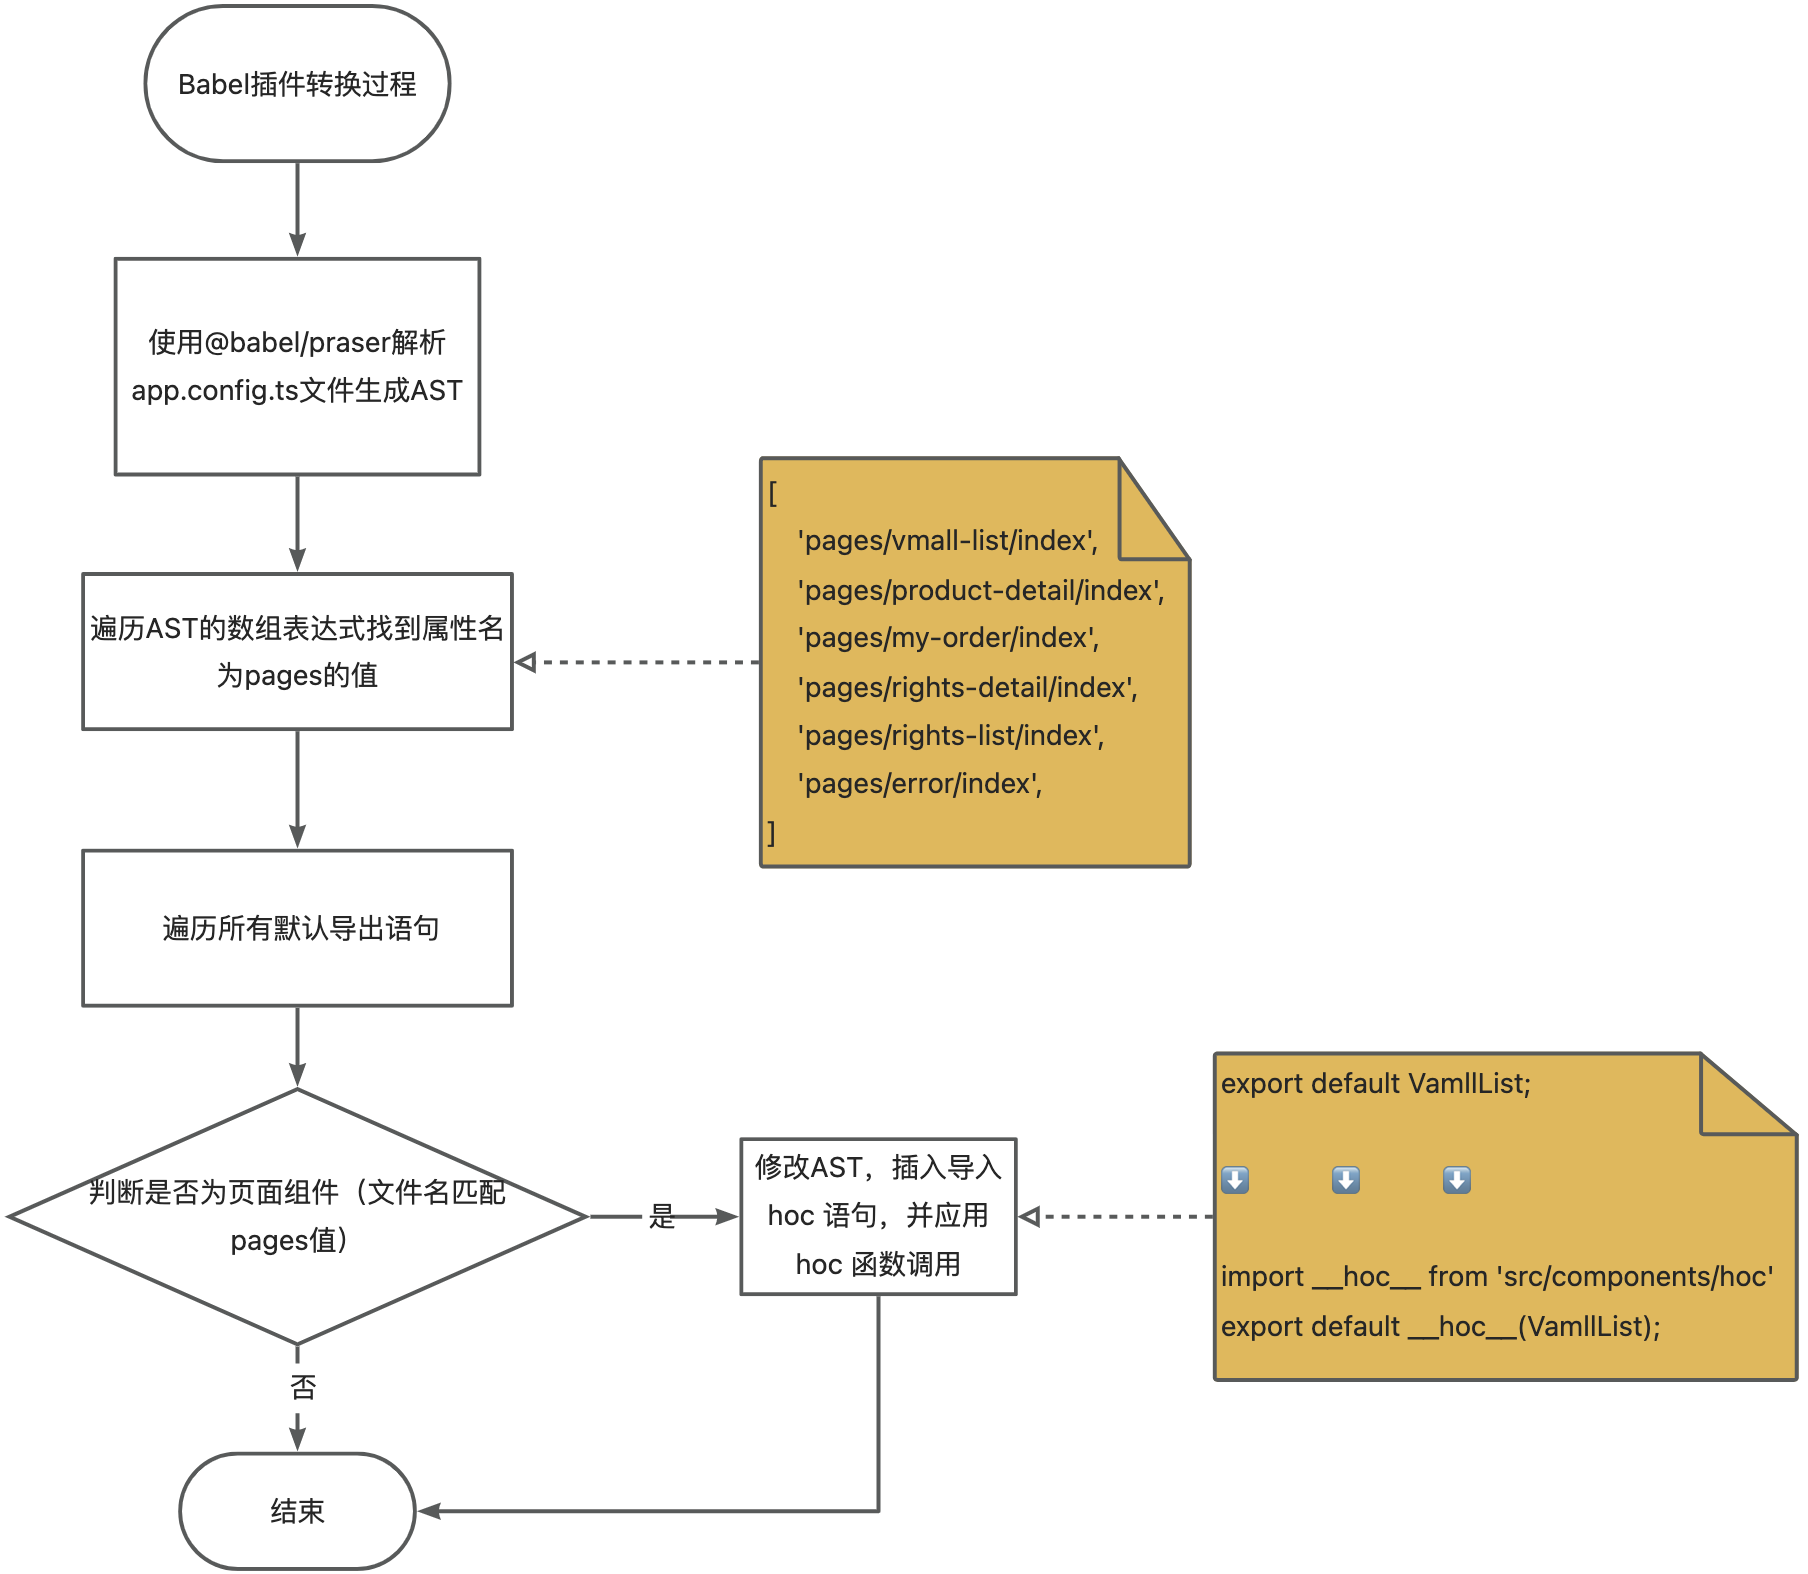 Babel插件转换过程
使用@babel/praser解析
app.config.ts文件生成AST
遍历AST的数组表达式找到属性名
为pages的值
[
'pages/vmall-list/index',
'pages/product-detail/index',
'pages/my-order/index',
'pages/rights-detail/index',
'pages/rights-list/index',
'pages/error/index',
]
遍历所有默认导出语句
判断是否为页面组件（文件名匹配
pages值）
是
修改AST，插入导入
hoc 语句，并应用
hoc 函数调用
export default VamllList;
⬇️ ⬇️ ⬇️
import __hoc__ from 'src/components/hoc'
export default __hoc__(VamllList);
否
结束